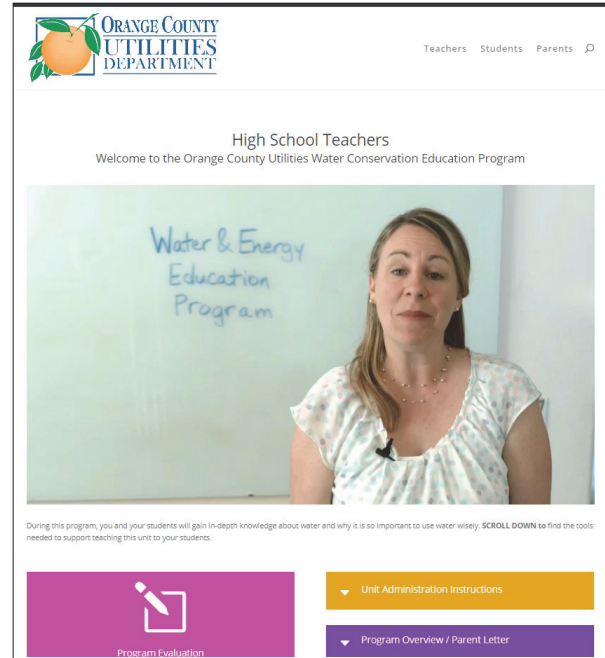 ORANGE COUNTY
UTILITIES
DEPARTMENT
Teachers Students Parents
High School Teachers
Welcome to the Orange County Utilities Water Conservation Education Program
Water & Energy
Education
Program
During this program, you and your students will gain in-depth knowledge about water and why it is so important to use water wisely. SCROLL DOWN to find the tools
needed to support teaching this unit to your students.
Unit Administration Instructions
Program Overview / Parent Letter
Program Evaluation